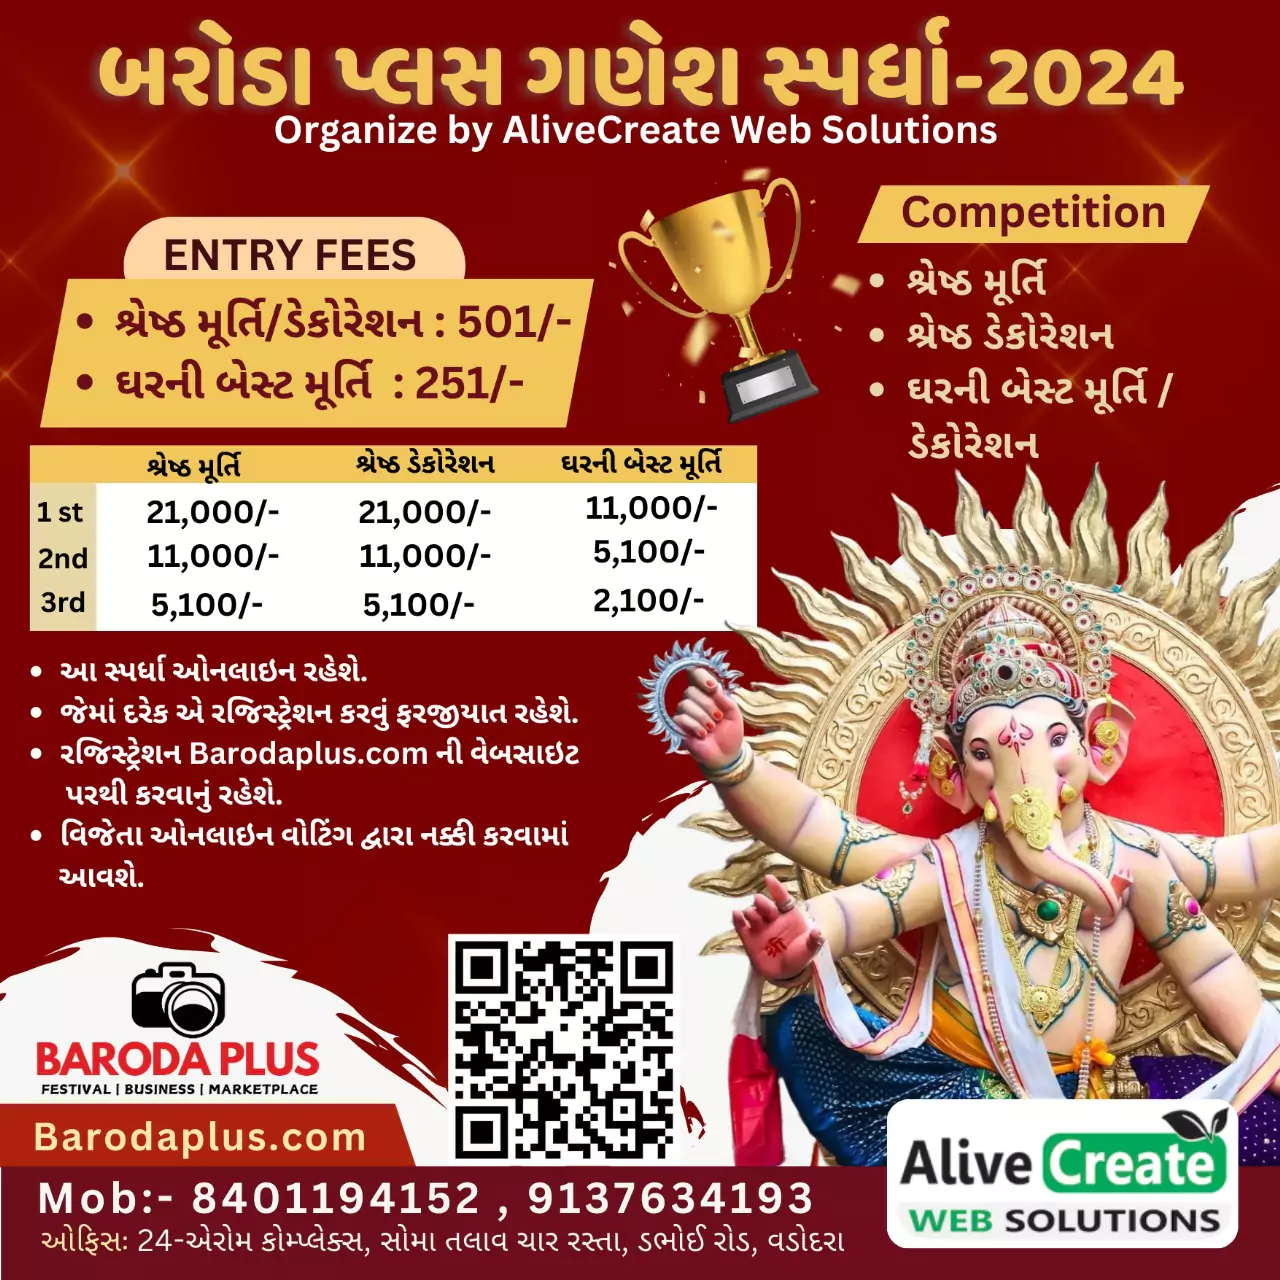 બરોડા પ્લસ ગણેશ સ્પર્ધા-2024
Organize by AliveCreate Web Solutions
ENTRY FEES
• શ્રેષ્ઠ મૂર્તિ/ડેકોરેશન : 501/-
• ઘરની બેસ્ટ મૂર્તિ : 251/-
Competition
• શ્રેષ્ઠ મૂર્તિ
• શ્રેષ્ઠ ડેકોરેશન
• ઘરની બેસ્ટ મૂર્તિ /
ડેકોરેશન
શ્રેષ્ઠ મૂર્તિ શ્રેષ્ઠ ડેકોરેશન ઘરની બેસ્ટ મૂર્તિ
1 st 21,000/- 21,000/- 11,000/-
2nd 11,000/- 11,000/- 5,100/-
3rd 5,100/- 5,100/- 2,100/-
• આ સ્પર્ધા ઓનલાઇન રહેશે.
• જેમાં દરેક એ રજિસ્ટ્રેશન કરવું ફરજીયાત રહેશે.
• રજિસ્ટ્રેશન Barodaplus.com ની વેબસાઇટ
પરથી કરવાનું રહેશે.
• વિજેતા ઓનલાઇન વોટિંગ દ્વારા નક્કી કરવામાં
આવશે.
શ્રી
BARODA PLUS
FESTIVAL | BUSINESS | MARKETPLACE
Barodaplus.com
Mob:- 8401194152 , 9137634193
ઓફિસઃ 24-એરોમ કોમ્પ્લેક્સ, સોમા તલાવ ચાર રસ્તા, ડભોઈ રોડ, વડોદરા
Alive Create
WEB SOLUTIONS